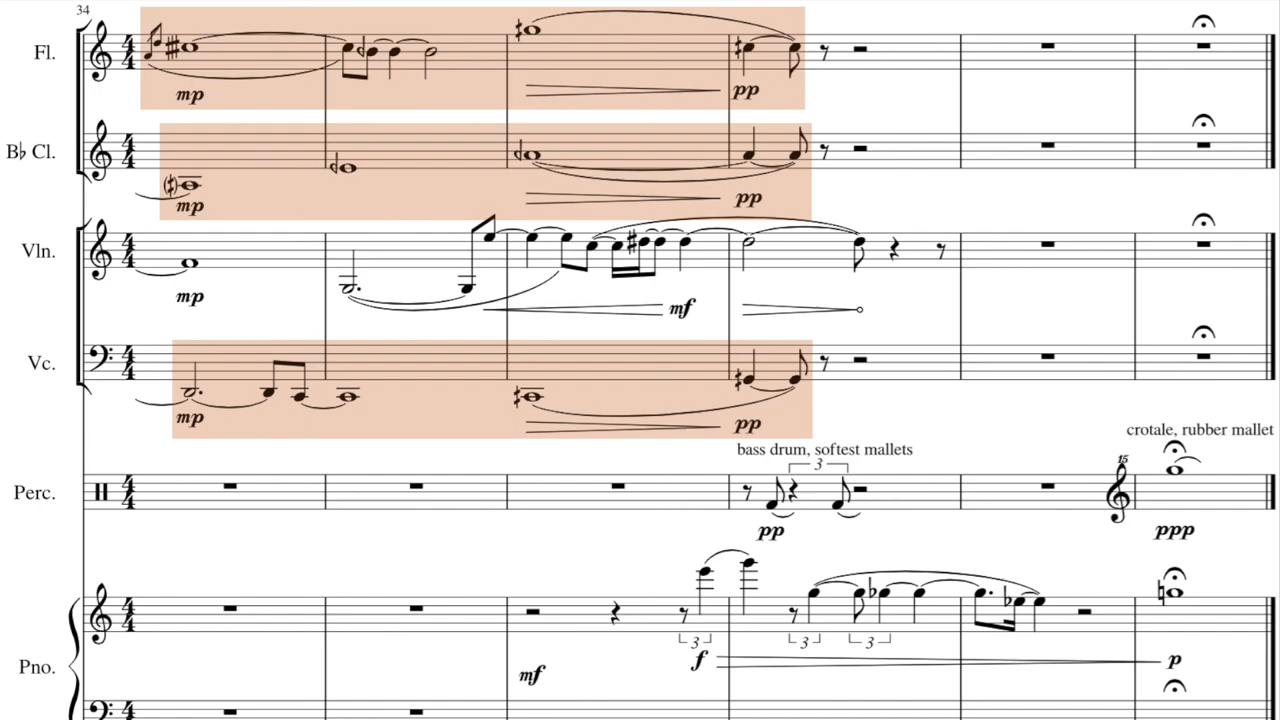 34
Fl.
mp
pp
B♭ Cl.
mp
pp
Vln.
mp
mf
Vc.
mp
pp
crotale, rubber mallet
bass drum, softest mallets
3
15
Perc.
pp
ppp
3
3
3
f
p
mf
Pno.